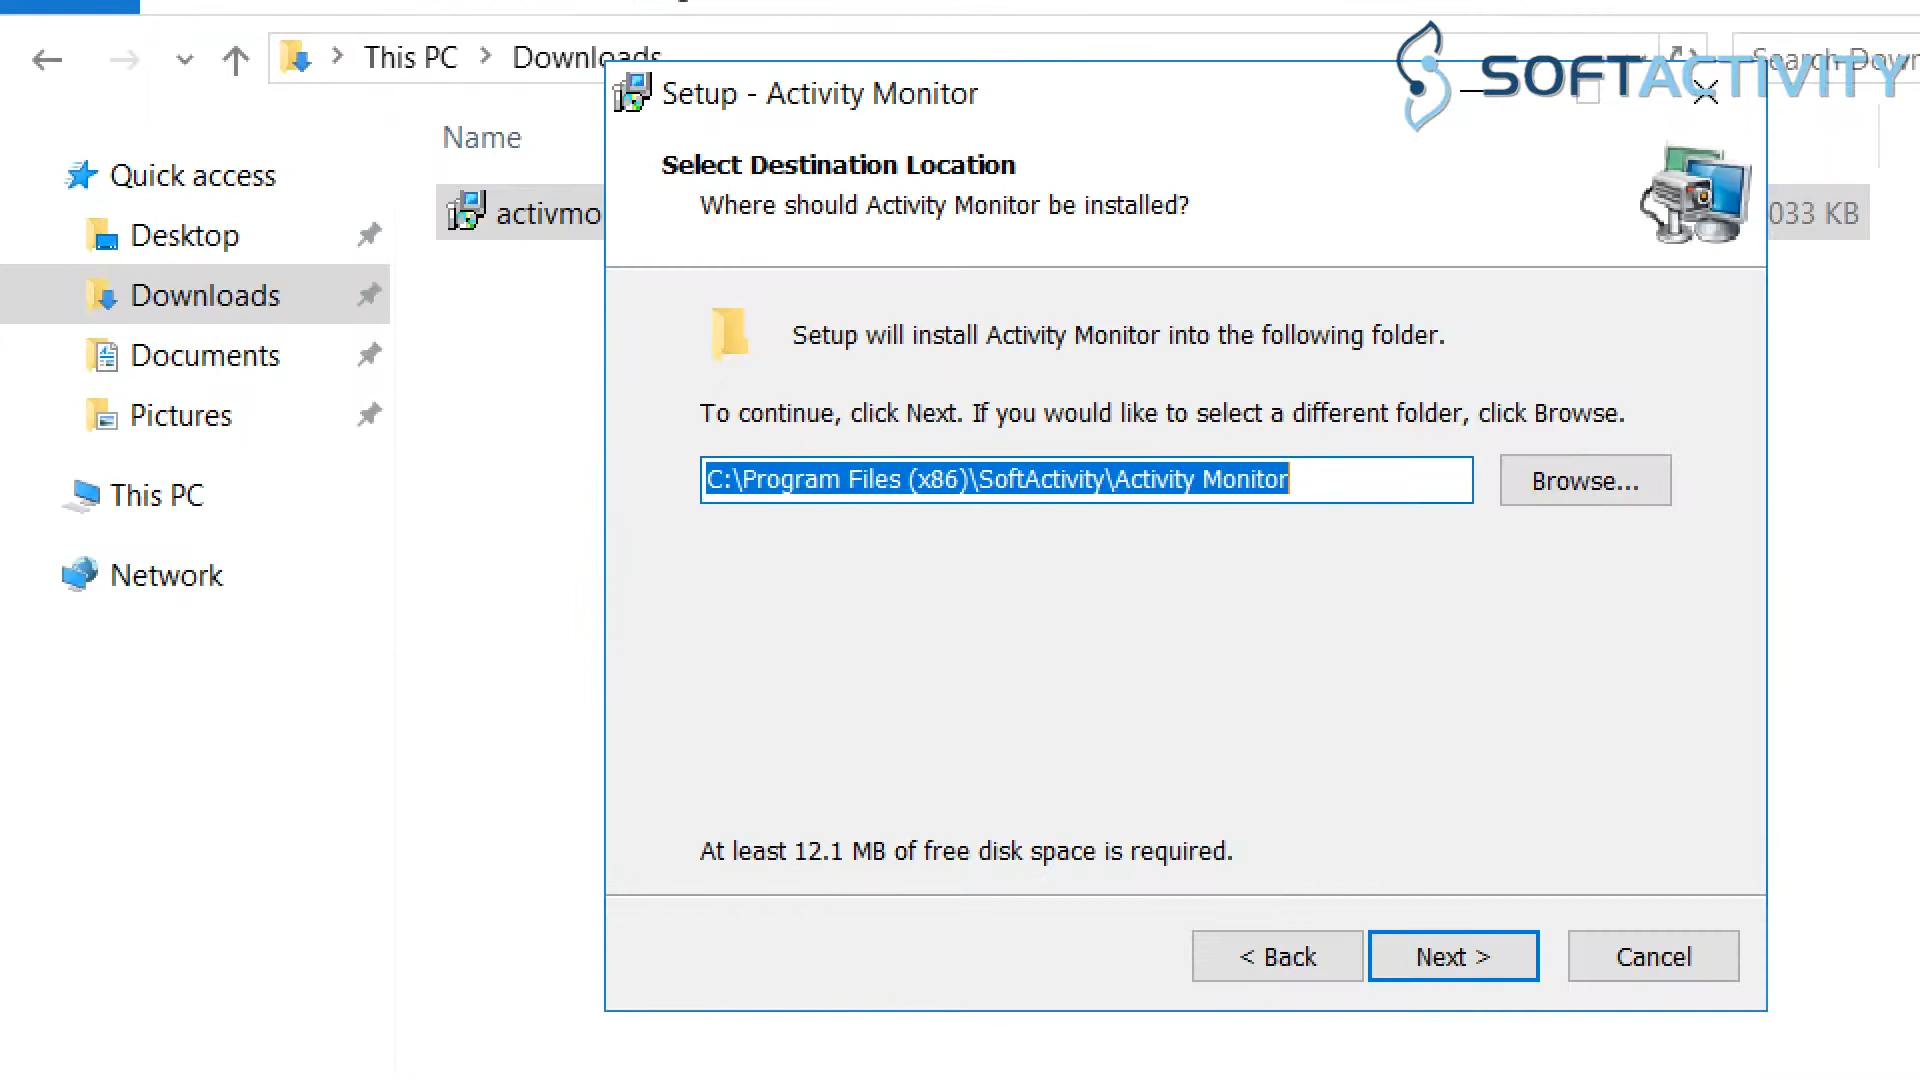 This PC > Downloads
SOFTACTIVITY
Setup - Activity Monitor
Name
Select Destination Location
Where should Activity Monitor be installed?
Quick access
activmo
033 KB
Desktop
Downloads
Documents
Pictures
This PC
Network
Setup will install Activity Monitor into the following folder.
To continue, click Next. If you would like to select a different folder, click Browse.
C:\Program Files (x86)\SoftActivity\Activity Monitor
Browse...
At least 12.1 MB of free disk space is required.
< Back
Next >
Cancel